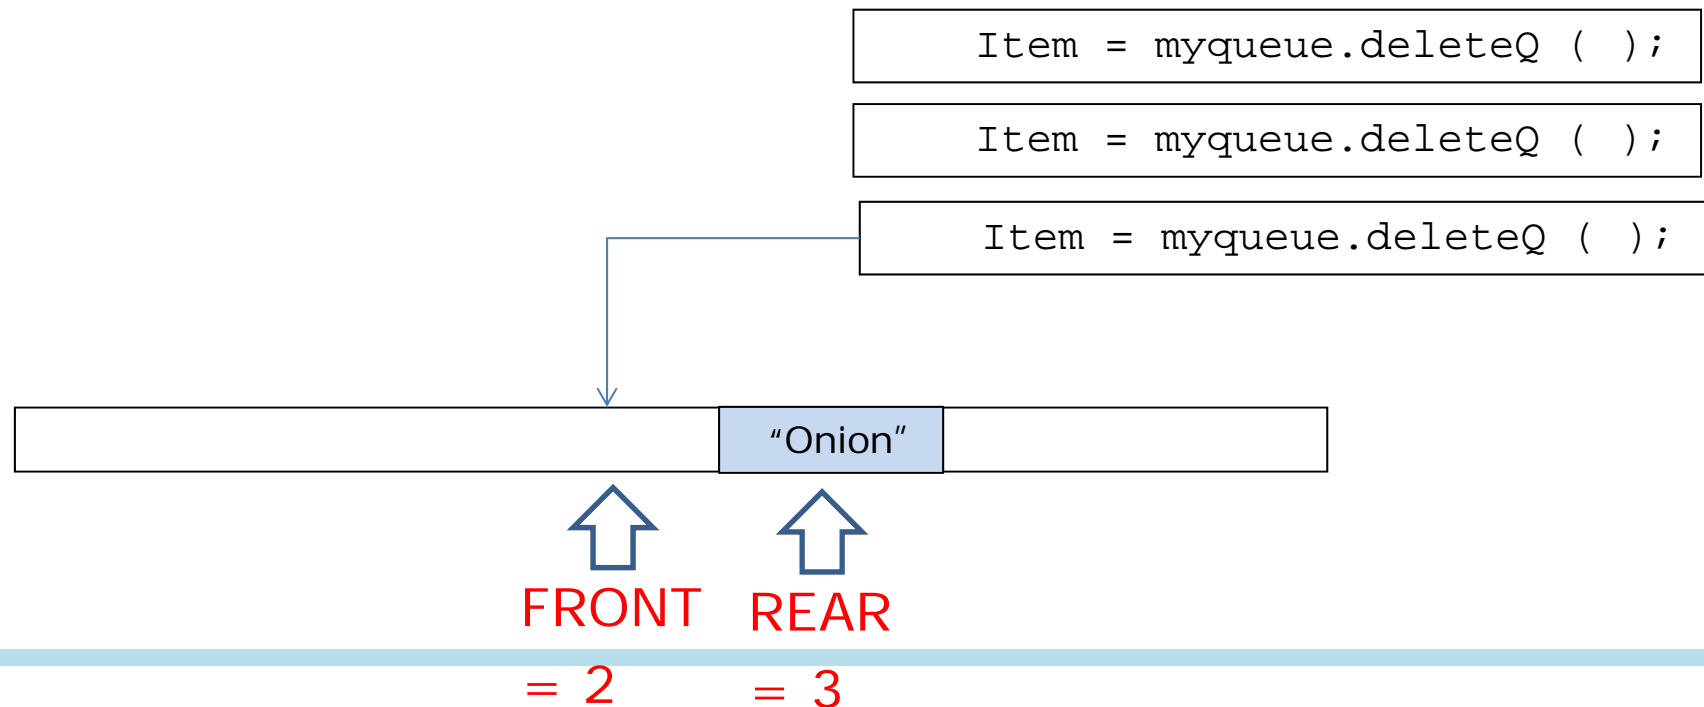 Item = myqueue.deleteQ ( );
Item = myqueue.deleteQ ( );
Item = myqueue.deleteQ ( );
“Onion”
FRONT = 2
REAR = 3